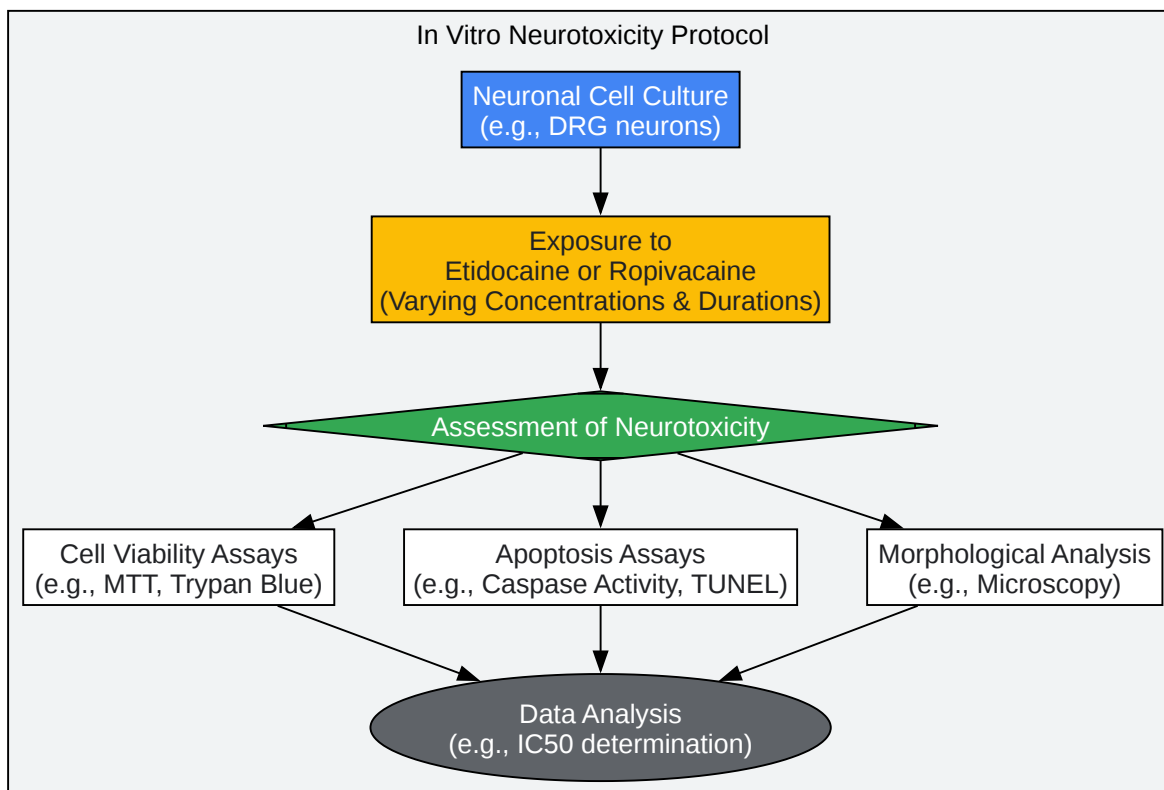 In Vitro Neurotoxicity Protocol
Neuronal Cell Culture
(e.g., DRG neurons)
Exposure to
Etidocaine or Ropivacaine
(Varying Concentrations & Durations)
Assessment of Neurotoxicity
Cell Viability Assays
(e.g., MTT, Trypan Blue)
Apoptosis Assays
(e.g., Caspase Activity, TUNEL)
Morphological Analysis
(e.g., Microscopy)
Data Analysis
(e.g., IC50 determination)